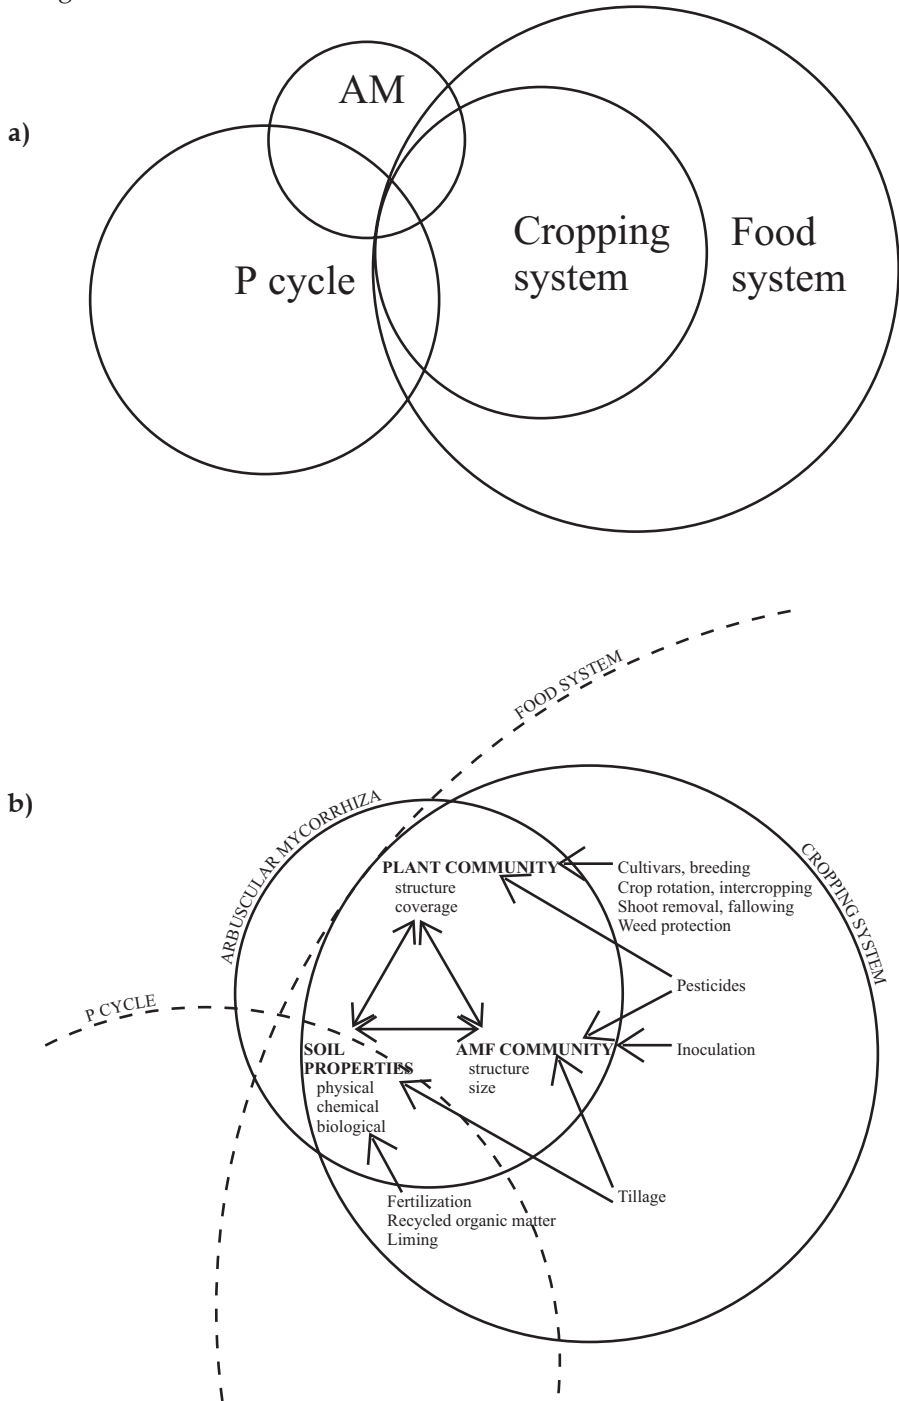 AM
a)
Cropping
system
Food
system
P cycle
FOOD SYSTEM
b)
ARBUSCULAR MYCORRHIZA
CROPPING SYSTEM
PLANT COMMUNITY
structure
coverage
Cultivars, breeding
Crop rotation, intercropping
Shoot removal, fallowing
Weed protection
Pesticides
P CYCLE
SOIL
PROPERTIES
physical
chemical
biological
AMF COMMUNITY
structure
size
Inoculation
Tillage
Fertilization
Recycled organic matter
Liming